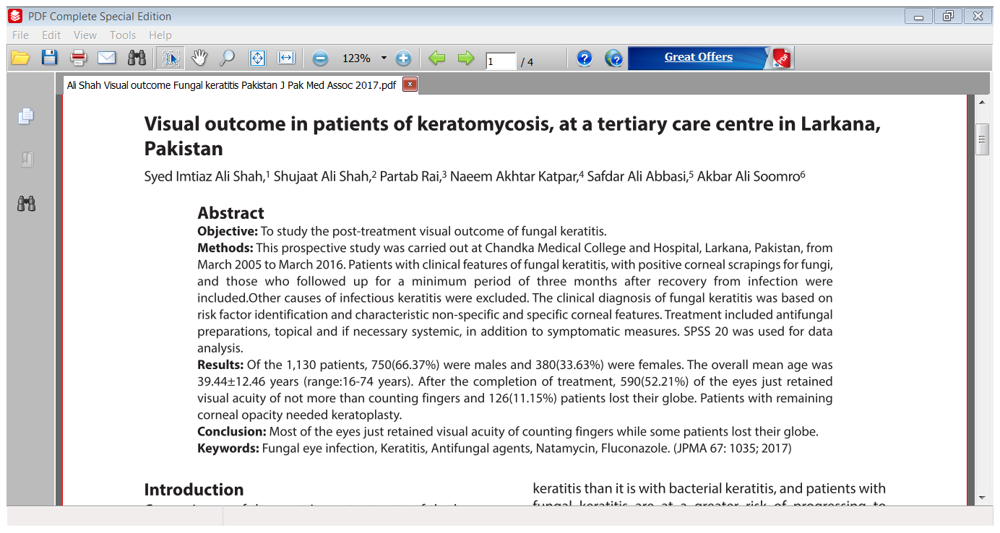 PDF Complete Special Edition
File Edit View Tools Help
123% 1 / 4 Great Offers
Ali Shah Visual outcome Fungal keratitis Pakistan J Pak Med Assoc 2017.pdf
Visual outcome in patients of keratomycosis, at a tertiary care centre in Larkana,
Pakistan
Syed Imtiaz Ali Shah,1 Shujaat Ali Shah,2 Partab Rai,3 Naeem Akhtar Katpar,4 Safdar Ali Abbasi,5 Akbar Ali Soomro6
Abstract
Objective: To study the post-treatment visual outcome of fungal keratitis.
Methods: This prospective study was carried out at Chandka Medical College and Hospital, Larkana, Pakistan, from
March 2005 to March 2016. Patients with clinical features of fungal keratitis, with positive corneal scrapings for fungi,
and those who followed up for a minimum period of three months after recovery from infection were
included.Other causes of infectious keratitis were excluded. The clinical diagnosis of fungal keratitis was based on
risk factor identification and characteristic non-specific and specific corneal features. Treatment included antifungal
preparations, topical and if necessary systemic, in addition to symptomatic measures. SPSS 20 was used for data
analysis.
Results: Of the 1,130 patients, 750(66.37%) were males and 380(33.63%) were females. The overall mean age was
39.44±12.46 years (range:16-74 years). After the completion of treatment, 590(52.21%) of the eyes just retained
visual acuity of not more than counting fingers and 126(11.15%) patients lost their globe. Patients with remaining
corneal opacity needed keratoplasty.
Conclusion: Most of the eyes just retained visual acuity of counting fingers while some patients lost their globe.
Keywords: Fungal eye infection, Keratitis, Antifungal agents, Natamycin, Fluconazole. (JPMA 67: 1035; 2017)
Introduction
keratitis than it is with bacterial keratitis, and patients with
fungal keratitis are at a greater risk of progressing to